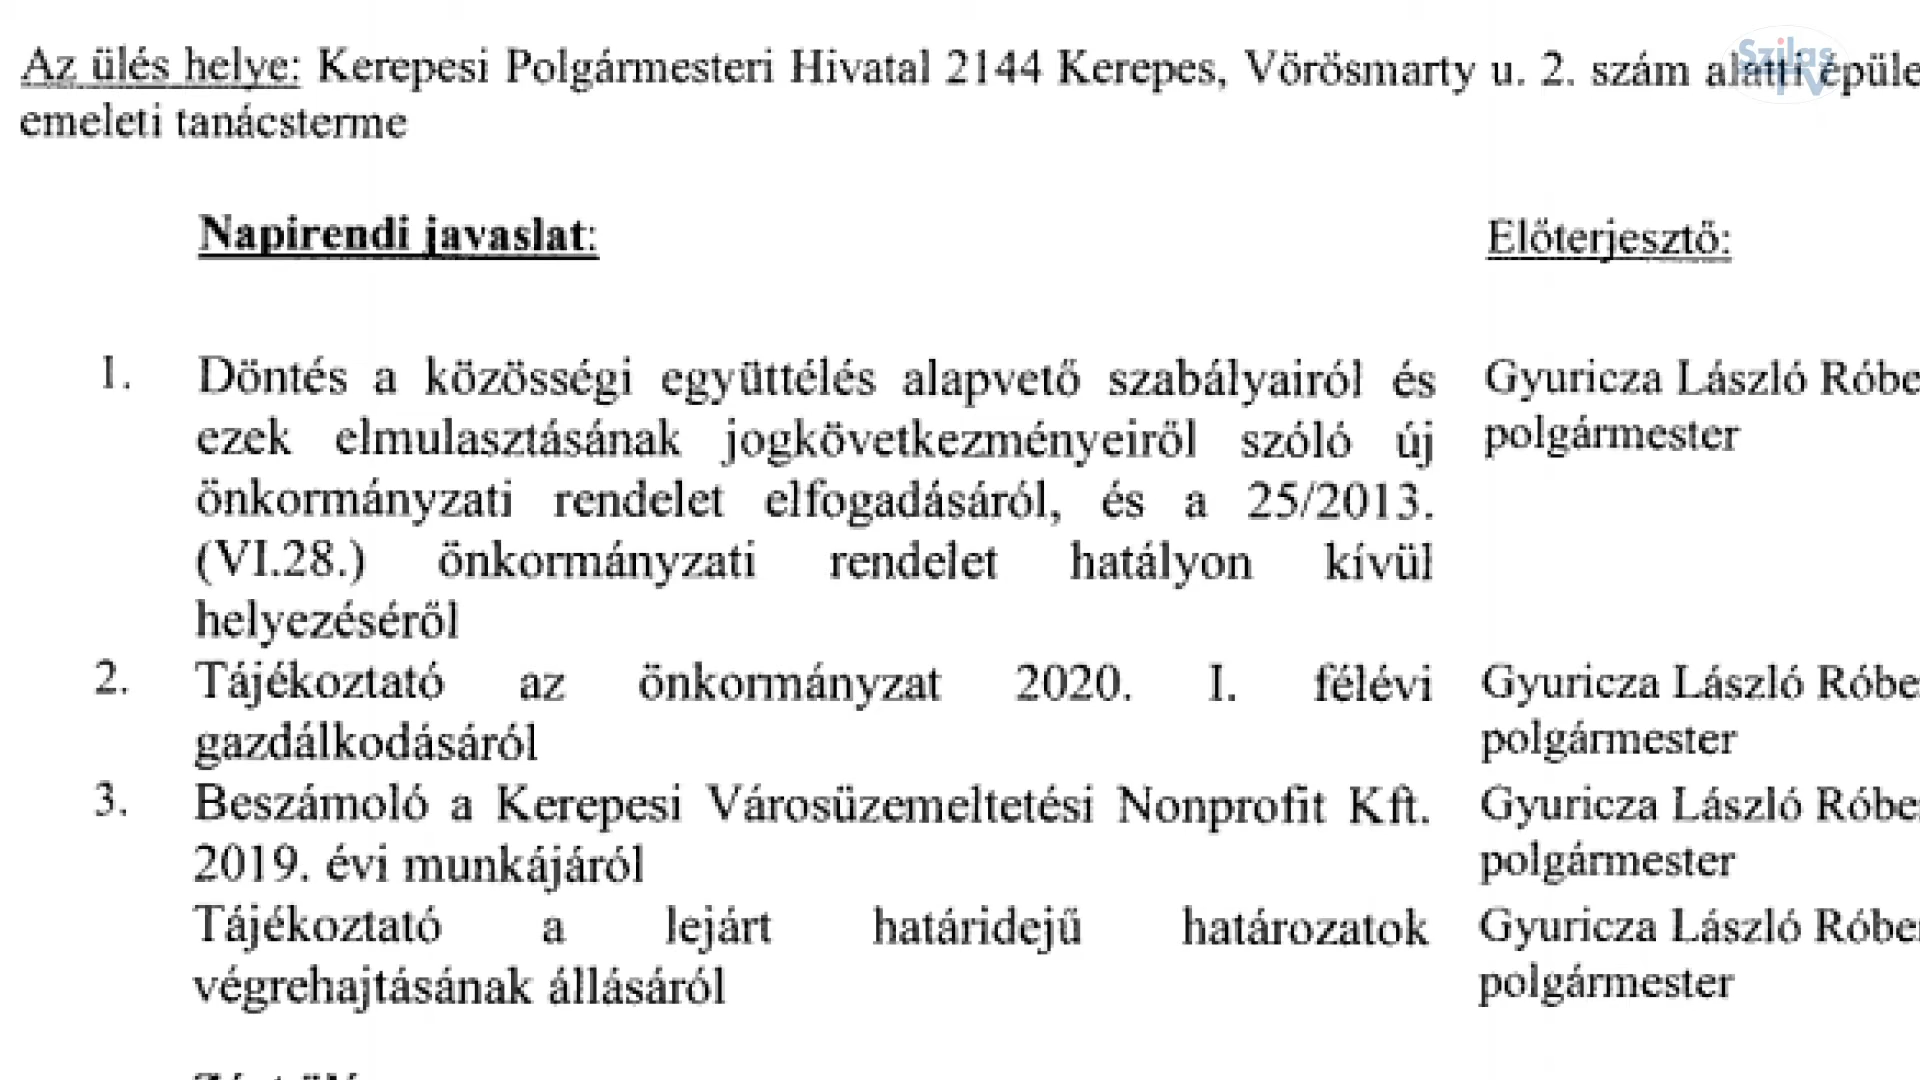 Az ülés helye: Kerepesi Polgármesteri Hivatal 2144 Kerepes, Vörösmarty u. 2. szám alatti épüle
emeleti tanácsterme
Szilas TV
Napirendi javaslat:
Előterjesztő:
1. Döntés a közösségi együttélés alapvető szabályairól és
ezek elmulasztásának jogkövetkezményeiről szóló új
önkormányzati rendelet elfogadásáról, és a 25/2013.
(VI.28.) önkormányzati rendelet hatályon kívül
helyezéséről
Gyuricza László Róbe
polgármester
2. Tájékoztató az önkormányzat 2020. I. félévi
gazdálkodásáról
Gyuricza László Róbe
polgármester
3. Beszámoló a Kerepesi Városüzemeltetési Nonprofit Kft.
2019. évi munkájáról
Gyuricza László Róbe
polgármester
Tájékoztató a lejárt határidejű határozatok
végrehajtásának állásáról
Gyuricza László Róbe
polgármester